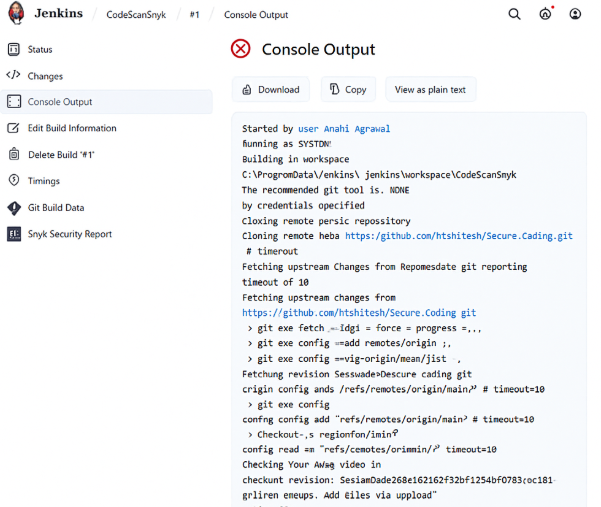 Jenkins / CodeScanSnyk / #1 / Console Output
Status
Changes
Console Output
Edit Build Information
Delete Build "#1"
Timings
Git Build Data
Snyk Security Report
Console Output
Download Copy View as plain text
Started by user Anahi Agrawal
Running as SYSTDN!
Building in workspace
C:\ProgromData\/enkins\ jenkins\workspace\CodeScanSmyk
The recommended git tool is. NONE
by credentials opecified
Cloxing remote persic repossitory
Cloning remote heba https:/github.com/htshitesh/Secure.Cading.git
# timerout
Fetching upstream Changes from Repomesdate git reporting
timeout of 10
Fetching upstream changes from
https://github.com/htshitesh/Secure.Coding git
> git exe fetch = force = progress =,,,
> git exe config ==add remotes/origin ;,
> git exe config ==vig-origin/mean/jist -,
Fetchung revision Sesswade»Descure cading git
crigin config ands /refs/remotes/origin/main # timeout=10
> git exe config
confng config add "refs/remotes/origin/main # timeout=10
> Checkout-,s regionfon/imin
config read =m "refs/cemotes/orimmin/ timeout=10
Checking Your video in
checkunt revision:
grliren emeups. Add files via uppload"